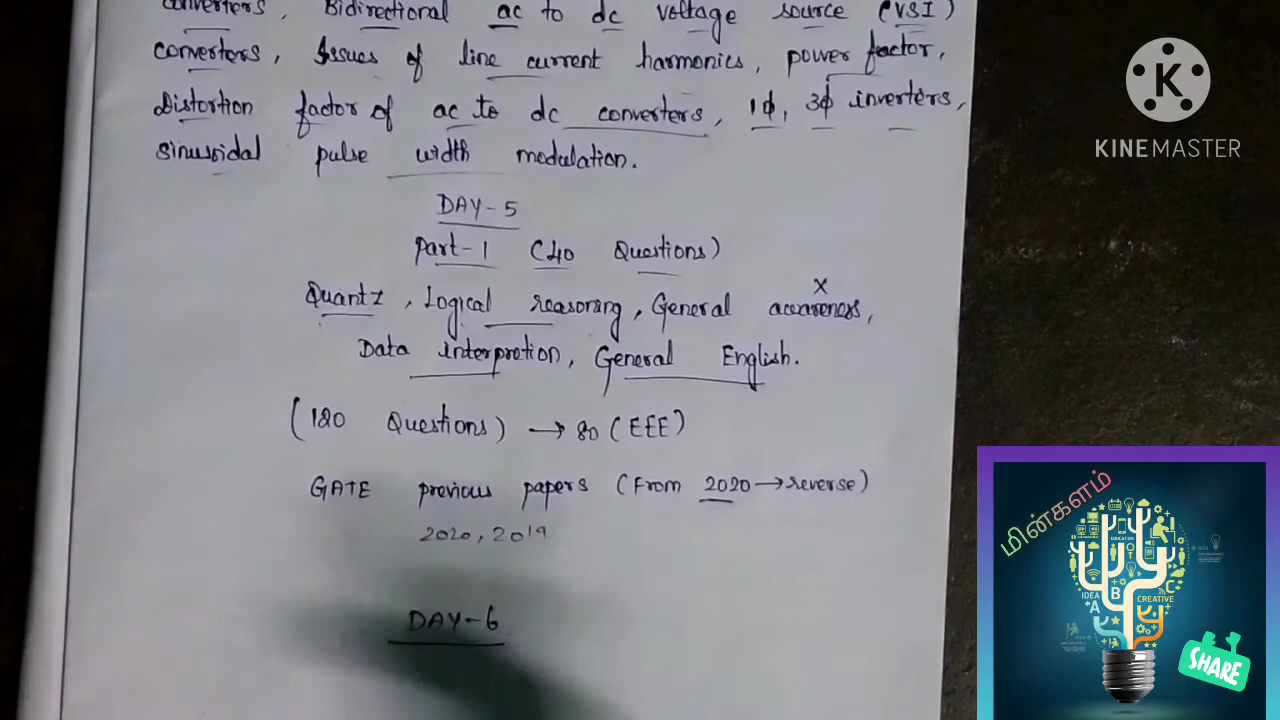 converters, Bidirectional ac to dc voltage source (VSI)
converters, Issues of line current harmonics, power factor,
Distortion factor of ac to dc converters, 1ϕ, 3ϕ inverters,
sinusoidal pulse width modulation.
DAY-5
Part-1 (40 Questions)
x
Quantz, Logical reasoning, General awareness,
Data interpretion, General English.
(120 Questions) → 80 (EEE)
GATE previous papers (From 2020 → reverse)
2020, 2019
DAY-6
K
KINEMASTER
மின்களம்
EDUCATION
IDEA
A
B
C
CREATIVE
SHARE